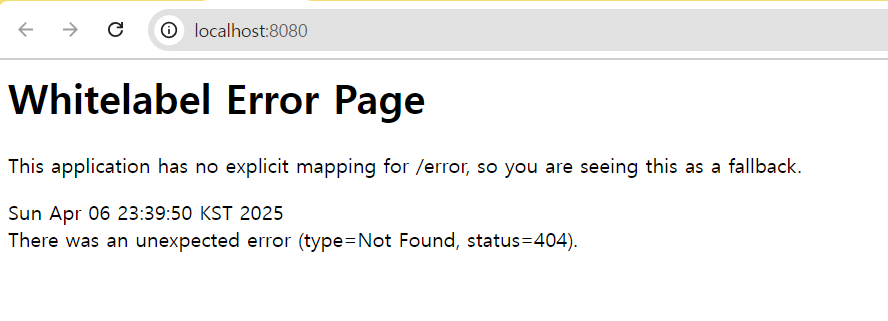 localhost:8080
Whitelabel Error Page
This application has no explicit mapping for /error, so you are seeing this as a fallback.
Sun Apr 06 23:39:50 KST 2025
There was an unexpected error (type=Not Found, status=404).